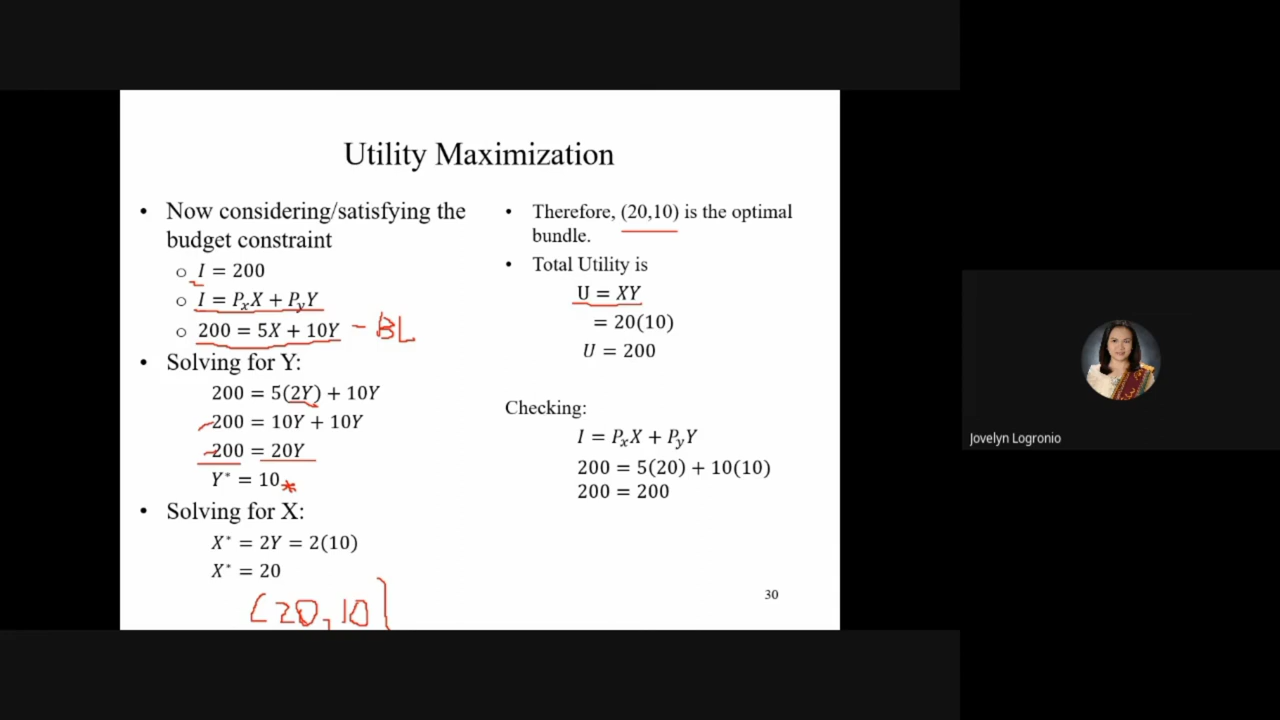 Utility Maximization
• Now considering/satisfying the
budget constraint
o I = 200
o I = PₓX + PᵧY
o 200 = 5X + 10Y - BL
• Solving for Y:
200 = 5(2Y) + 10Y
200 = 10Y + 10Y
200 = 20Y
Y* = 10 *
• Solving for X:
X* = 2Y = 2(10)
X* = 20
(20, 10)
• Therefore, (20,10) is the optimal
bundle.
• Total Utility is
U = XY
= 20(10)
U = 200
Checking:
I = PₓX + PᵧY
200 = 5(20) + 10(10)
200 = 200
30
Jovelyn Logronio